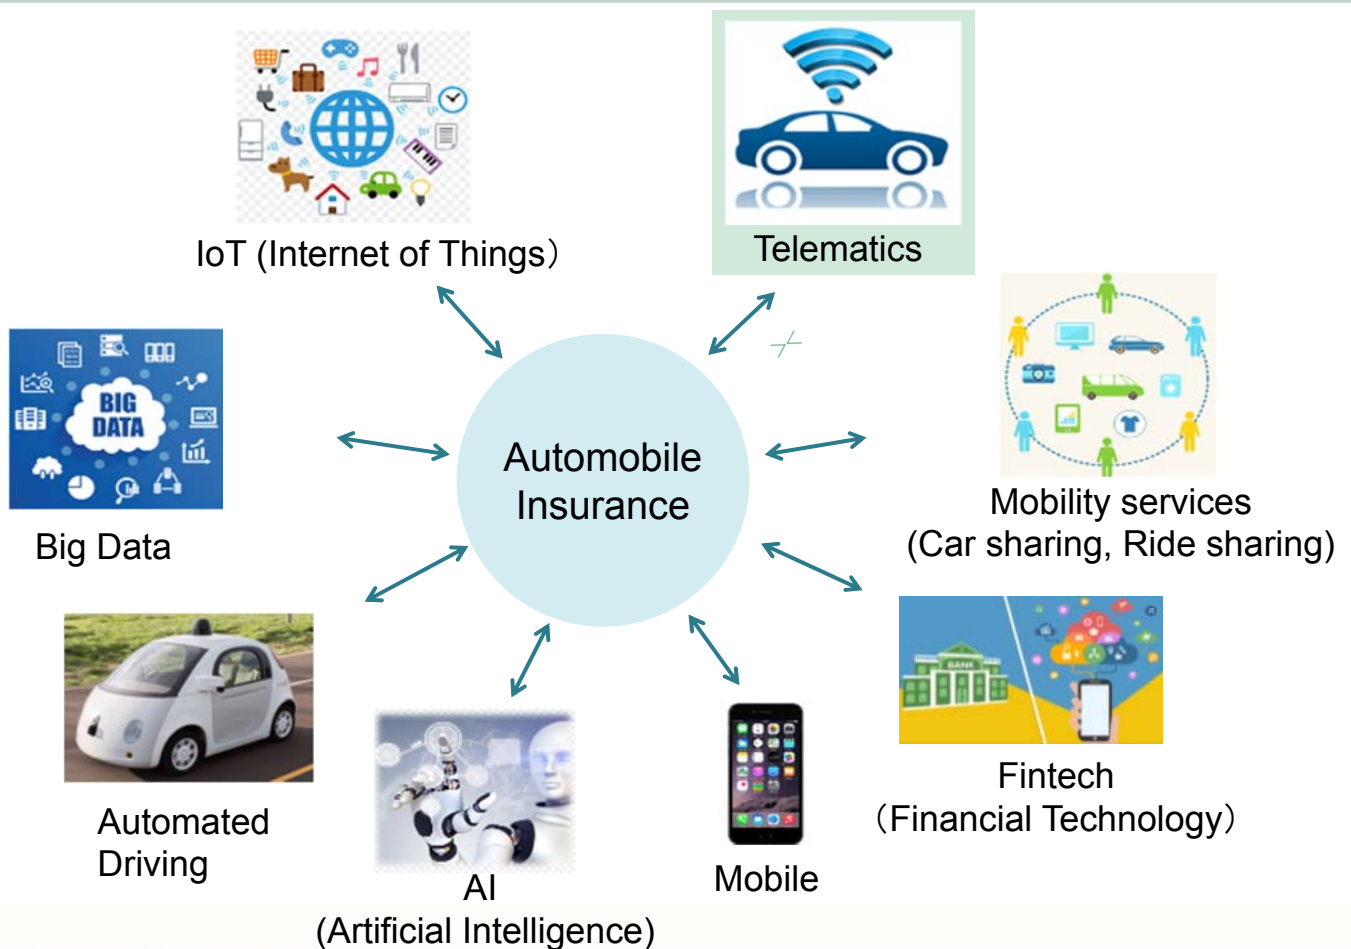 IoT (Internet of Things）
Telematics
BIG
DATA
Automobile
Insurance
Big Data
Mobility services
(Car sharing, Ride sharing)
BANK
Automated
Driving
Fintech
（Financial Technology）
AI
(Artificial Intelligence)
Mobile